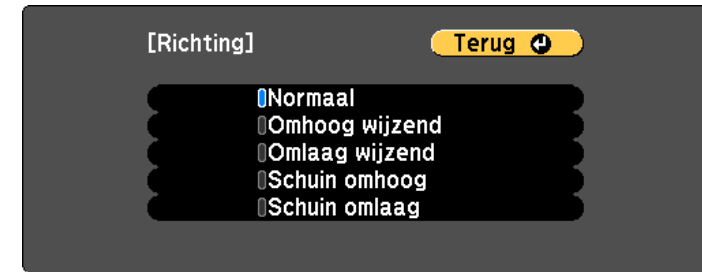 [Richting] Terug
Normaal
Omhoog wijzend
Omlaag wijzend
Schuin omhoog
Schuin omlaag